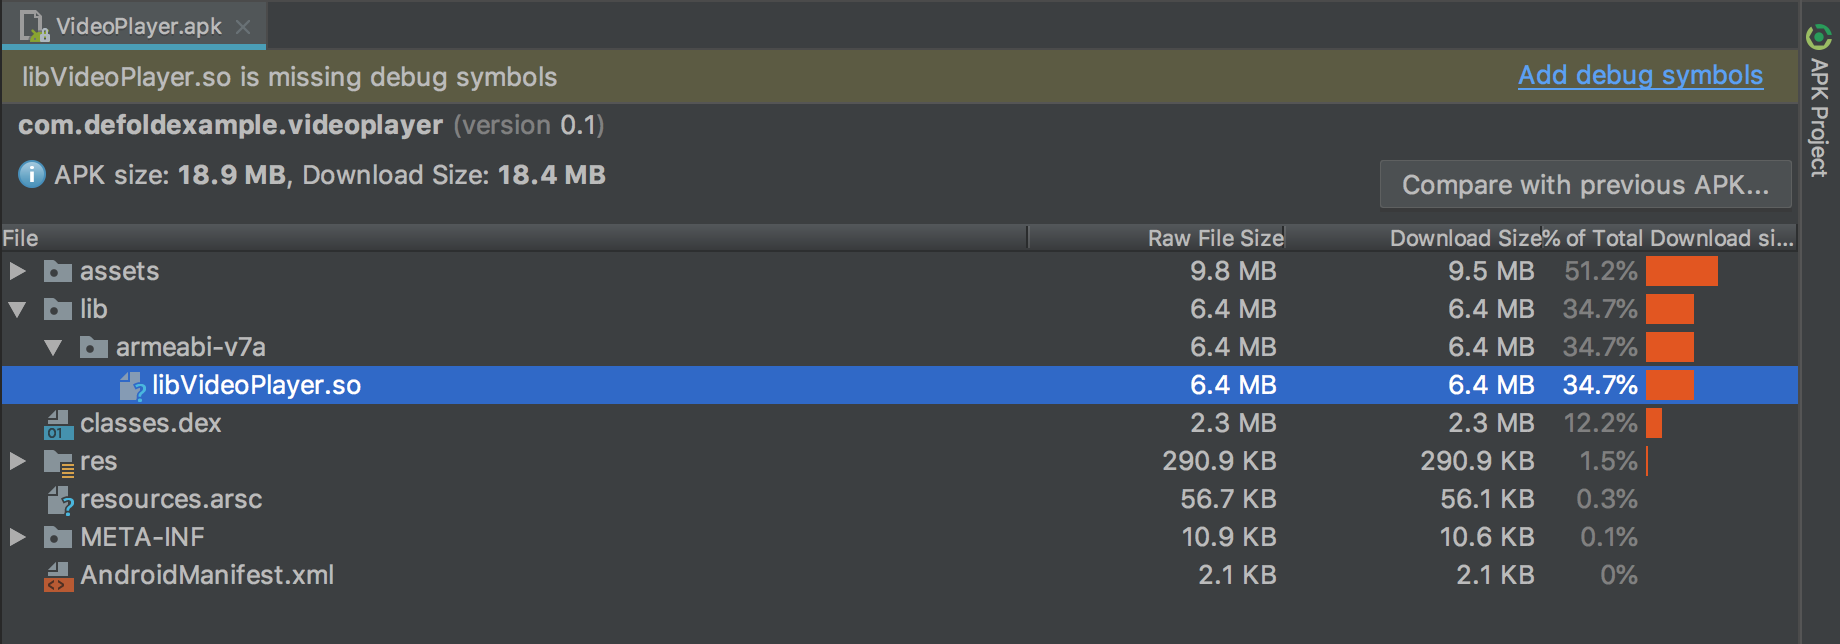 VideoPlayer.apk
libVideoPlayer.so is missing debug symbols Add debug symbols
com.defoldexample.videoplayer (version 0.1)
APK size: 18.9 MB, Download Size: 18.4 MB
Compare with previous APK...
File Raw File Size Download Size % of Total Download si...
assets 9.8 MB 9.5 MB 51.2%
lib 6.4 MB 6.4 MB 34.7%
armeabi-v7a 6.4 MB 6.4 MB 34.7%
libVideoPlayer.so 6.4 MB 6.4 MB 34.7%
classes.dex 2.3 MB 2.3 MB 12.2%
res 290.9 KB 290.9 KB 1.5%
resources.arsc 56.7 KB 56.1 KB 0.3%
META-INF 10.9 KB 10.6 KB 0.1%
AndroidManifest.xml 2.1 KB 2.1 KB 0%
APK Project